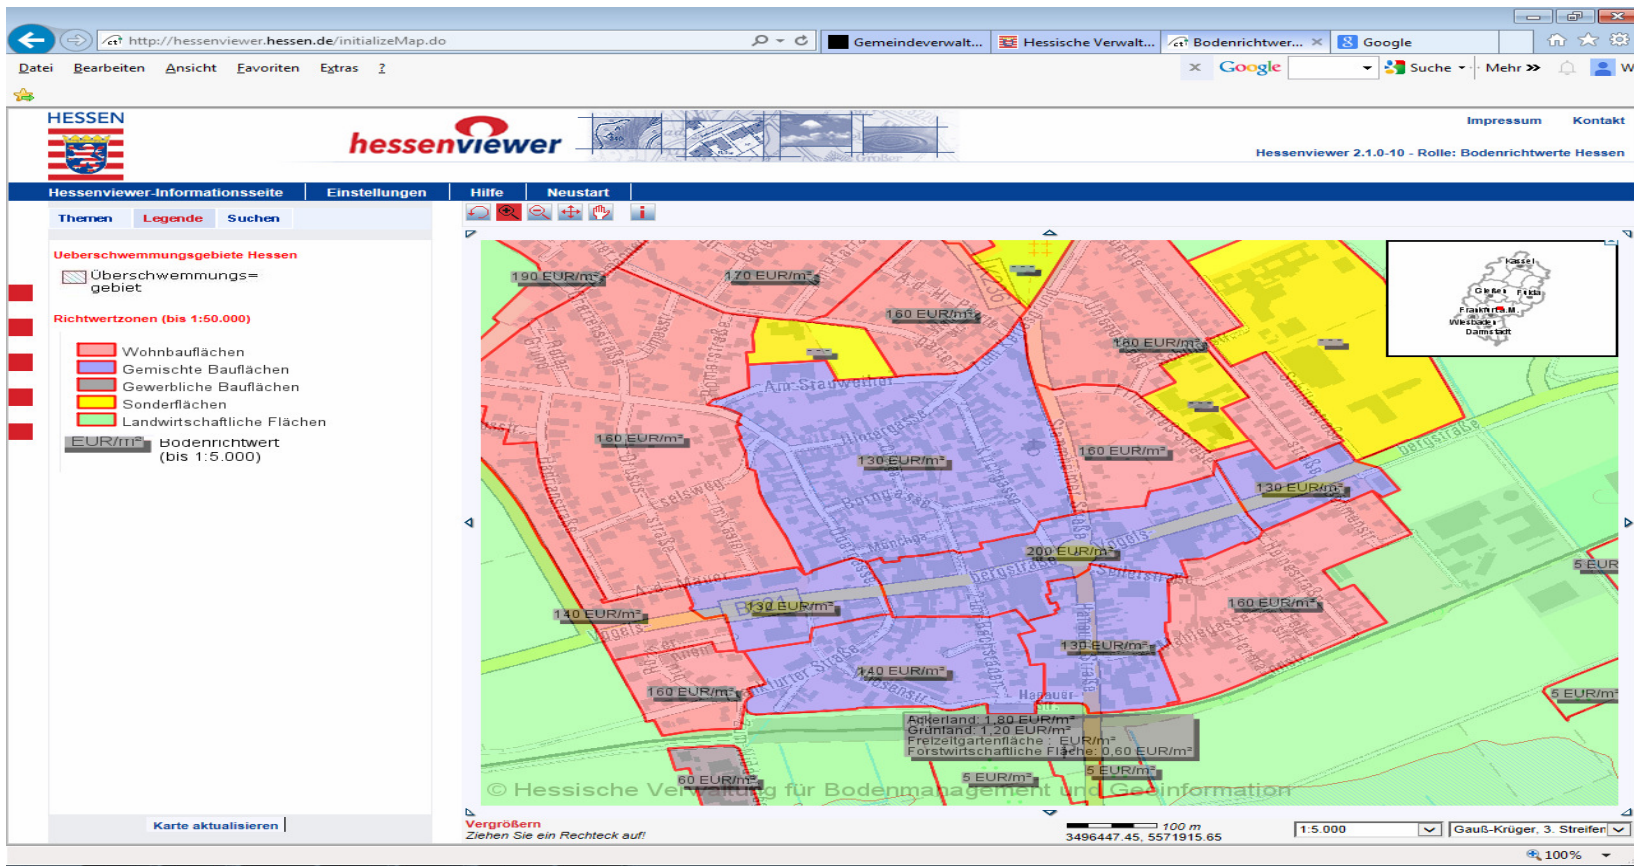 http://hessenviewer.hessen.de/initializeMap.do
Gemeindeverwalt...
Hessische Verwalt...
Bodenrichtwer...
Google
Datei Bearbeiten Ansicht Favoriten Extras ?
Google
Suche
Mehr »
W
HESSEN
hessenviewer
Impressum Kontakt
Hessenviewer 2.1.0-10 - Rolle: Bodenrichtwerte Hessen
Hessenviewer-Informationsseite Einstellungen Hilfe Neustart
Themen Legende Suchen
Ueberschwemmungsgebiete Hessen
Überschwemmungs=
gebiet
Richtwertzonen (bis 1:50.000)
Wohnbauflächen
Gemischte Bauflächen
Gewerbliche Bauflächen
Sonderflächen
Landwirtschaftliche Flächen
EUR/m² Bodenrichtwert
(bis 1:5.000)
Karte aktualisieren
Kassel
Gießen Fulda
Frankfurt a.M.
Wiesbaden
Darmstadt
190 EUR/m²
170 EUR/m²
160 EUR/m²
180 EUR/m²
Am Stauweiher
Hintergasse
160 EUR/m²
130 EUR/m²
160 EUR/m²
130 EUR/m²
bergstraße
Borngasse
Kirchgasse
200 EUR/m²
Vogels-
bergstraße
5 EUR
140 EUR/m²
130 EUR/m²
160 EUR/m²
Vogels
130 EUR/m²
140 EUR/m²
160 EUR/m²
Hanauer
5 EUR/m²
Ackerland: 1,80 EUR/m²
Grünland: 1,20 EUR/m²
Freizeitgartenfläche : EUR/m²
Forstwirtschaftliche Fläche: 0,60 EUR/m²
60 EUR/m²
5 EUR/m²
5 EUR/m²
© Hessische Verwaltung für Bodenmanagement und Geoinformation
Vergrößern
Ziehen Sie ein Rechteck auf!
100 m
3496447.45, 5571915.65
1:5.000
Gauß-Krüger, 3. Streifen
100%